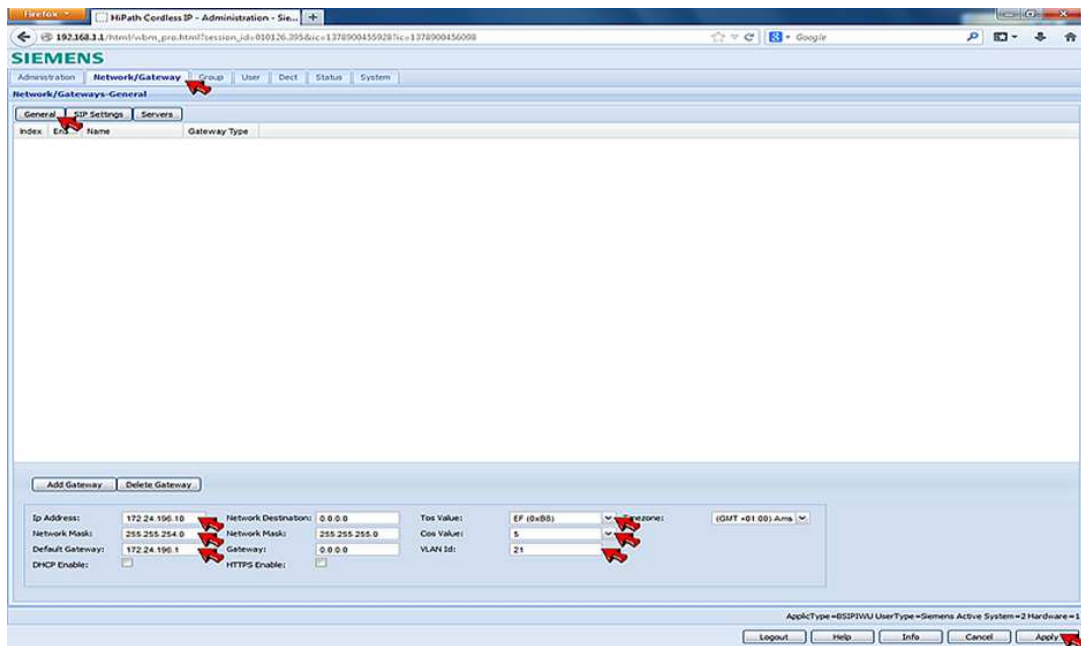 Firefox
HiPath Cordless IP - Administration - Sie...
192.168.1.1/html/wbm_pro.html?session_id=010126.395&ic=1378900455928?ic=1378900456098
Google
SIEMENS
Administration Network/Gateway Group User Dect Status System
Network/Gateways-General
General SIP Settings Servers
Index Name Gateway Type
Add Gateway Delete Gateway
Ip Address: 172.24.196.10 Network Destination: 0.0.0.0 Tos Value: EF (0xB8) Timezone: (GMT +01:00) Ams
Network Mask: 255.255.254.0 Network Mask: 255.255.255.0 Cos Value: 5
Default Gateway: 172.24.196.1 Gateway: 0.0.0.0 VLAN Id: 21
DHCP Enable: HTTPS Enable:
ApplicType=BSIPIWU UserType=Siemens Active System=2 Hardware=1
Logout Help Info Cancel Apply